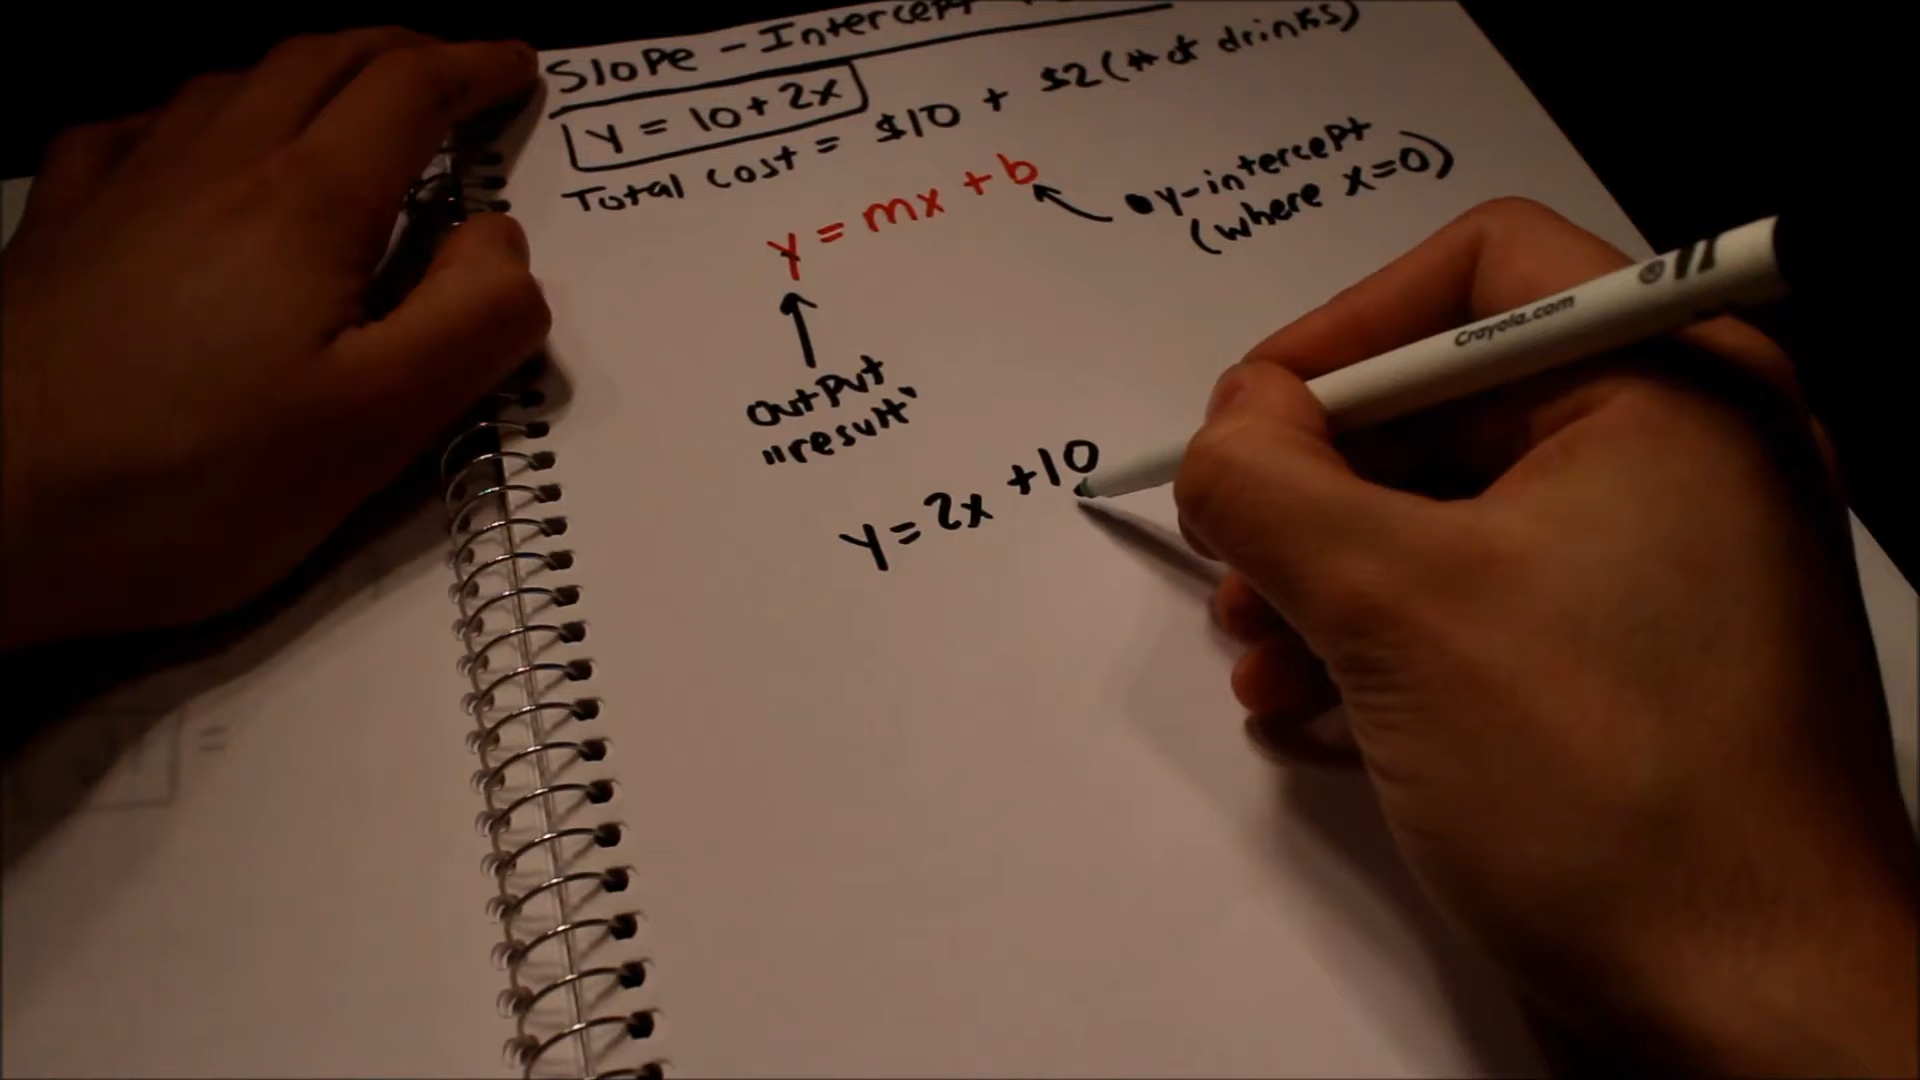 Slope - Intercept
y = 10 + 2x
Total cost = $10 + $2 (# of drinks)
y = mx + b
• y-intercept
(where x=0)
output
"result"
y = 2x + 10
Crayola.com
=